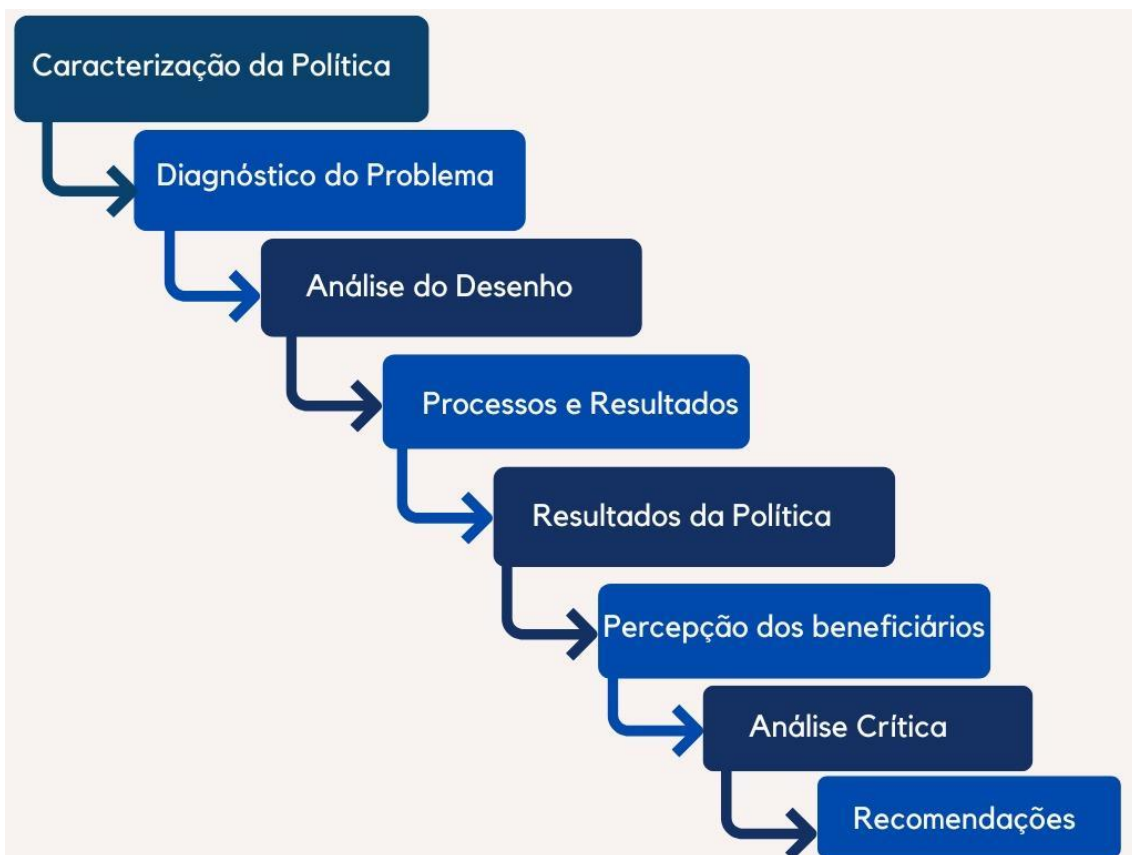 Caracterização da Política
Diagnóstico do Problema
Análise do Desenho
Processos e Resultados
Resultados da Política
Percepção dos beneficiários
Análise Crítica
Recomendações